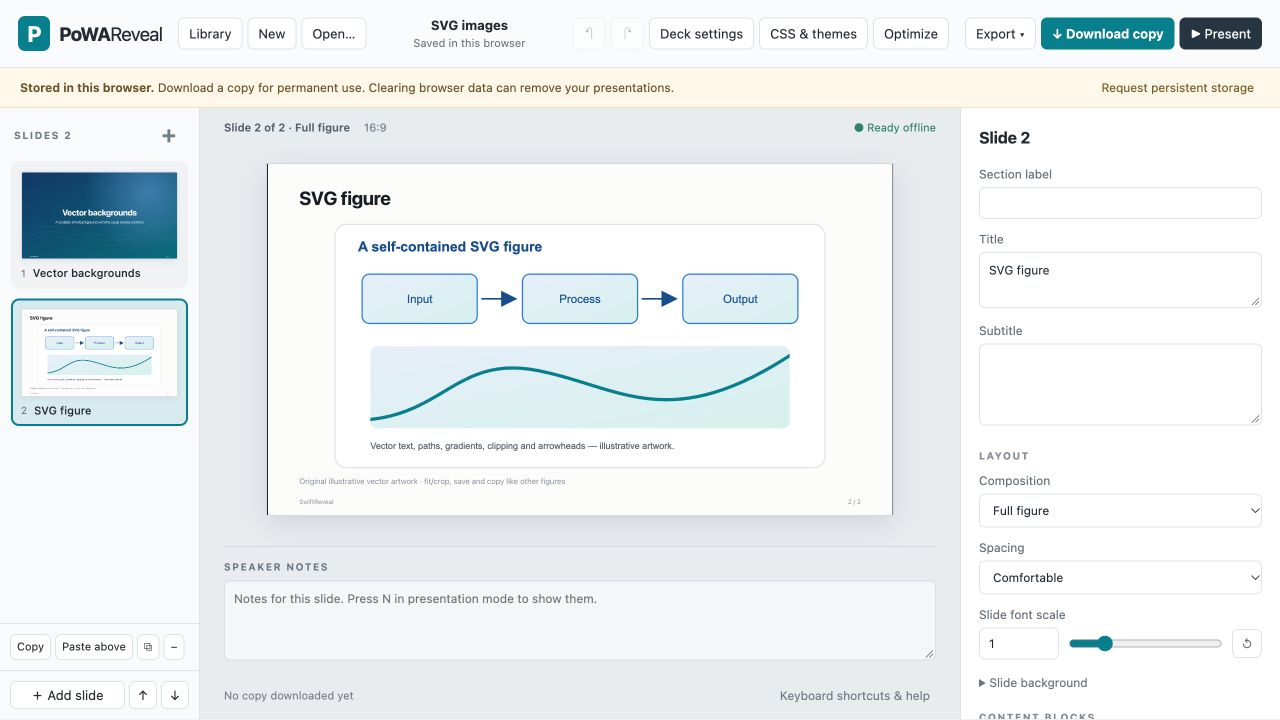 P PoWAReveal
Library
New
Open...
SVG images
Saved in this browser
Deck settings
CSS & themes
Optimize
Export ▾
↓ Download copy
▶ Present
Stored in this browser. Download a copy for permanent use. Clearing browser data can remove your presentations.
Request persistent storage
SLIDES 2
+
Vector backgrounds
1 Vector backgrounds
SVG figure
A self-contained SVG figure
Input
Process
Output
2 SVG figure
Copy
Paste above
−
+ Add slide
↑
↓
Slide 2 of 2 · Full figure 16:9
Ready offline
SVG figure
A self-contained SVG figure
Input
Process
Output
Vector text, paths, gradients, clipping and arrowheads — illustrative artwork.
Original illustrative vector artwork · fit/crop, save and copy like other figures
SwiftReveal
2 / 2
SPEAKER NOTES
Notes for this slide. Press N in presentation mode to show them.
No copy downloaded yet
Keyboard shortcuts & help
Slide 2
Section label
Title
SVG figure
Subtitle
LAYOUT
Composition
Full figure
Spacing
Comfortable
Slide font scale
1
▶ Slide background
CONTENT BLOCKS